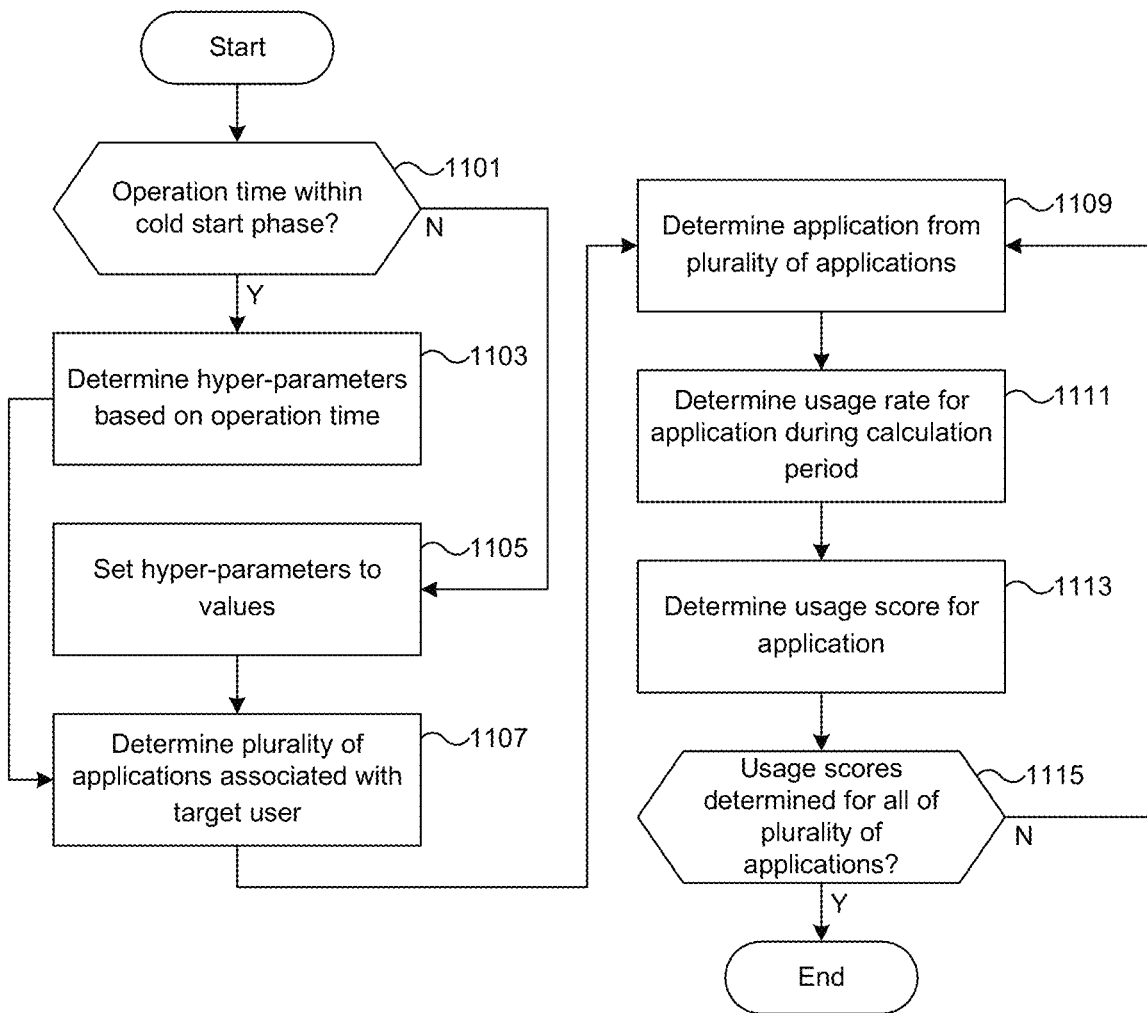 Start
1101
Operation time within
cold start phase?
N
Y
1103
Determine hyper-parameters
based on operation time
1105
Set hyper-parameters to
values
1107
Determine plurality of
applications associated with
target user
1109
Determine application from
plurality of applications
1111
Determine usage rate for
application during calculation
period
1113
Determine usage score for
application
1115
Usage scores
determined for all of
plurality of
applications?
N
Y
End